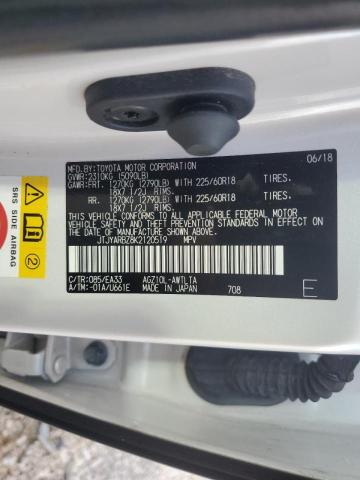 MFD.BY:TOYOTA MOTOR CORPORATION 06/18
GVWR:2310KG (5090LB)
GAWR:FRT. 1270KG (2790LB) WITH 225/60R18 TIRES.
18X7 1/2J RIMS.
RR. 1270KG (2790LB) WITH 225/60R18 TIRES.
18X7 1/2J RIMS.
THIS VEHICLE CONFORMS TO ALL APPLICABLE FEDERAL
MOTOR VEHICLE SAFETY STANDARDS IN EFFECT ON
THE DATE OF MANUFACTURE SHOWN ABOVE.
JTJYARBZ8K2120519 MPV
C/TR:085/EA33 AGZ10L-AWTLTA
A/TM:-01A/U661E MADE IN JAPAN 708 E
SRS SIDE AIRBAG
2